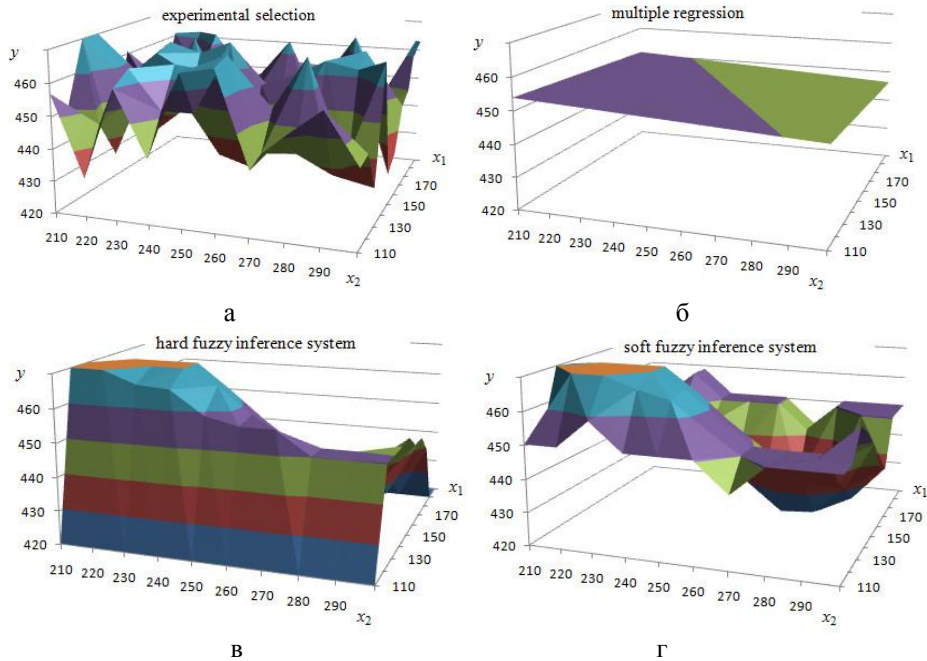 experimental selection
y
460
450
440
430
420
210 220 230 240 250 260 270 280 290
x2
110
130
150
170
x1
а
multiple regression
y
460
450
440
430
420
210 220 230 240 250 260 270 280 290
x2
110
130
150
170
x1
б
hard fuzzy inference system
y
460
450
440
430
420
210 220 230 240 250 260 270 280 290
x2
110
130
150
170
x1
в
soft fuzzy inference system
y
460
450
440
430
420
210 220 230 240 250 260 270 280 290
x2
110
130
150
170
x1
г